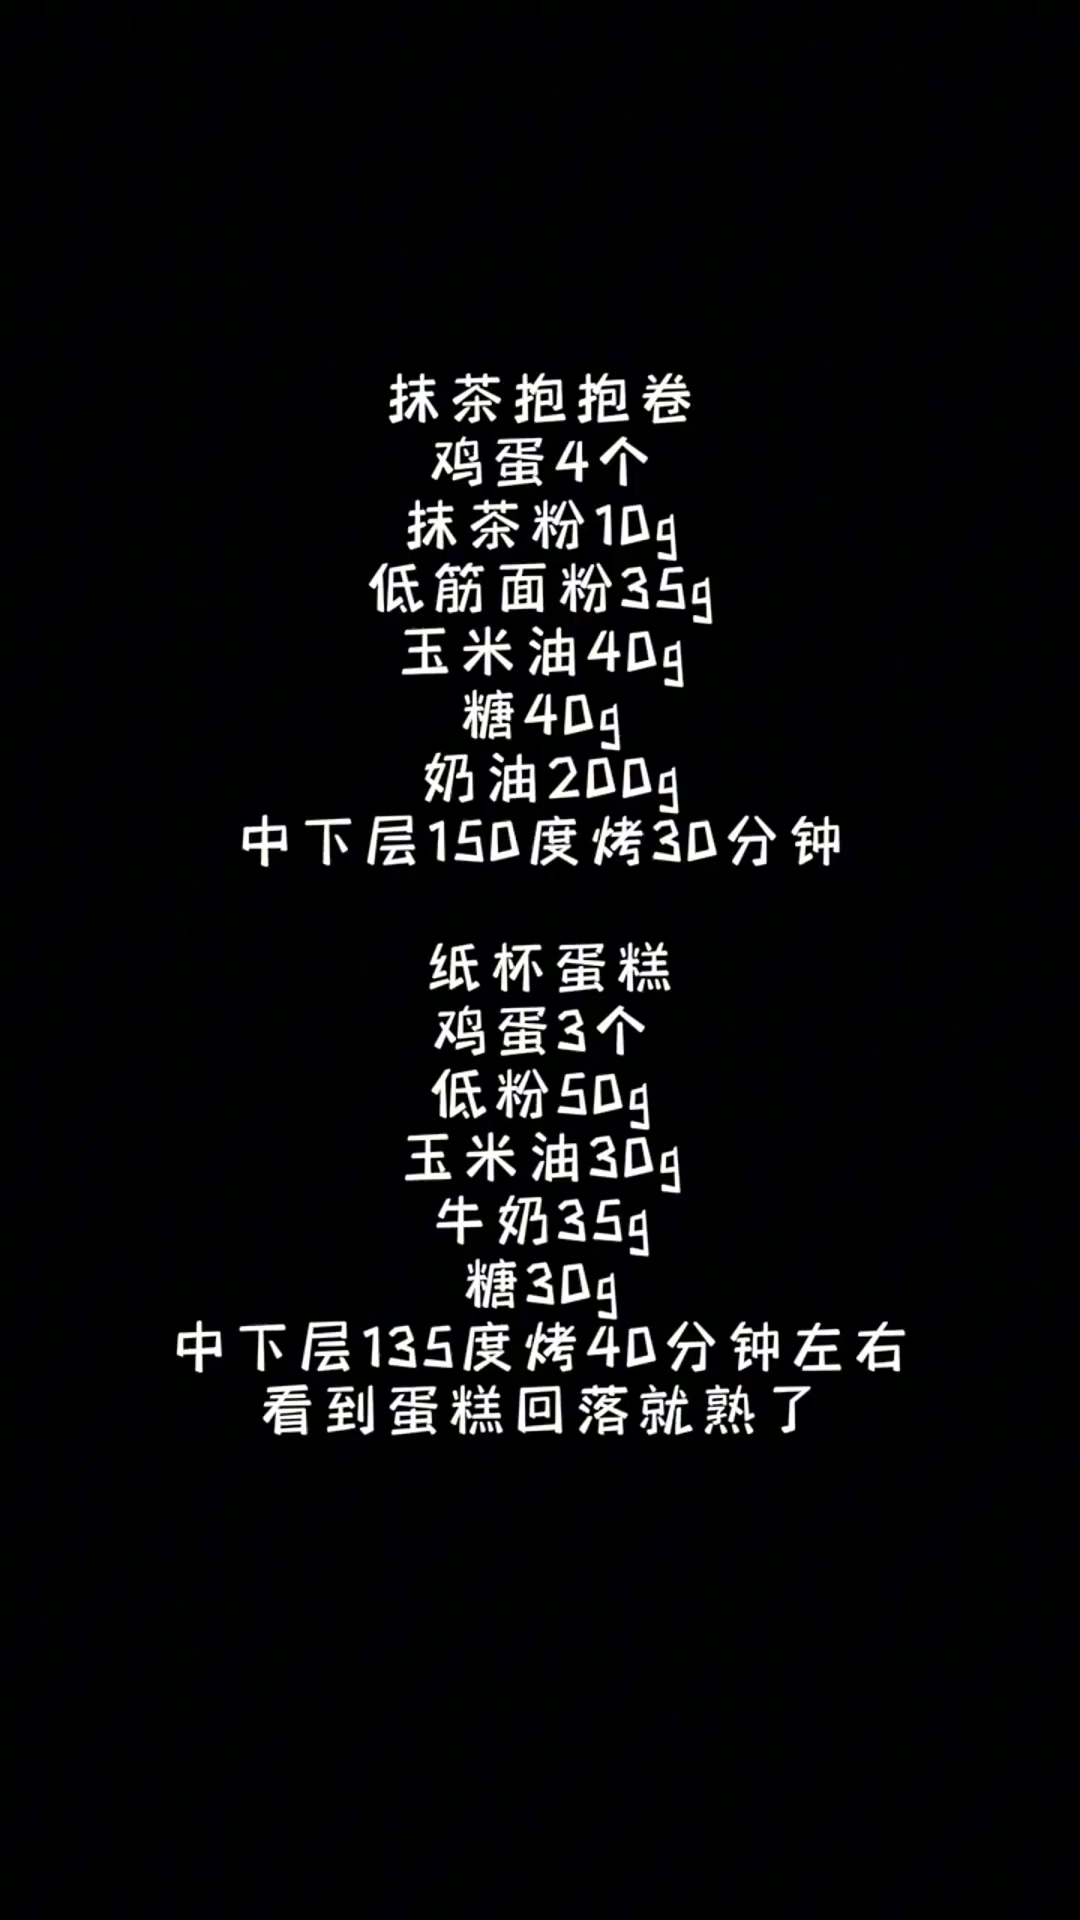 抹茶抱抱卷
鸡蛋4个
抹茶粉10g
低筋面粉35g
玉米油40g
糖40g
奶油200g
中下层150度烤30分钟
纸杯蛋糕
鸡蛋3个
低粉50g
玉米油30g
牛奶35g
糖30g
中下层135度烤40分钟左右
看到蛋糕回落就熟了